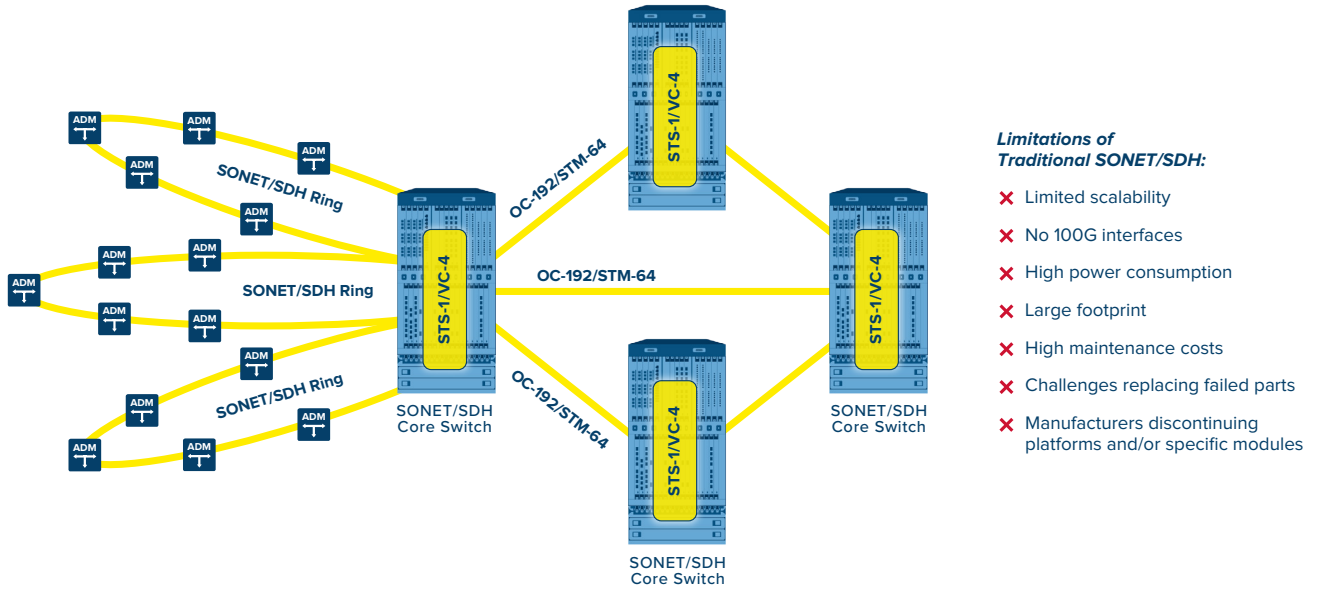 STS-1/VC-4
ADM
ADM
ADM
ADM
ADM
SONET/SDH Ring
ADM
ADM
ADM
ADM
ADM
SONET/SDH Ring
ADM
ADM
ADM
ADM
ADM
SONET/SDH Ring
STS-1/VC-4
SONET/SDH
Core Switch
OC-192/STM-64
OC-192/STM-64
OC-192/STM-64
STS-1/VC-4
SONET/SDH
Core Switch
STS-1/VC-4
SONET/SDH
Core Switch
Limitations of
Traditional SONET/SDH:
Limited scalability
No 100G interfaces
High power consumption
Large footprint
High maintenance costs
Challenges replacing failed parts
Manufacturers discontinuing
platforms and/or specific modules